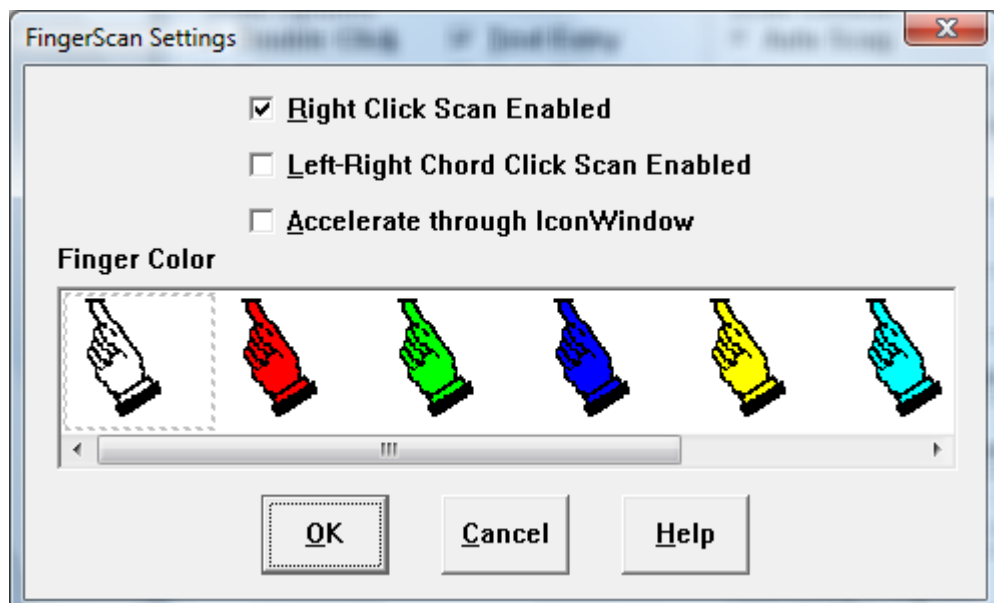 FingerScan Settings
Right Click Scan Enabled
Left-Right Chord Click Scan Enabled
Accelerate through IconWindow
Finger Color
OK Cancel Help